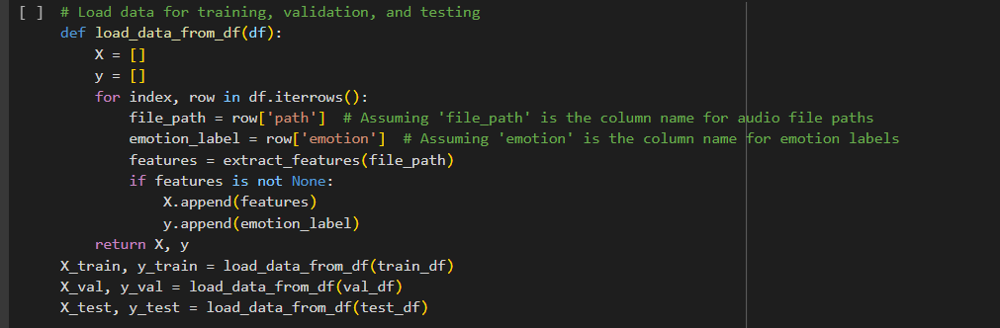 [ ] # Load data for training, validation, and testing
def load_data_from_df(df):
    X = []
    y = []
    for index, row in df.iterrows():
        file_path = row['path']  # Assuming 'file_path' is the column name for audio file paths
        emotion_label = row['emotion']  # Assuming 'emotion' is the column name for emotion labels
        features = extract_features(file_path)
        if features is not None:
            X.append(features)
            y.append(emotion_label)
    return X, y
X_train, y_train = load_data_from_df(train_df)
X_val, y_val = load_data_from_df(val_df)
X_test, y_test = load_data_from_df(test_df)